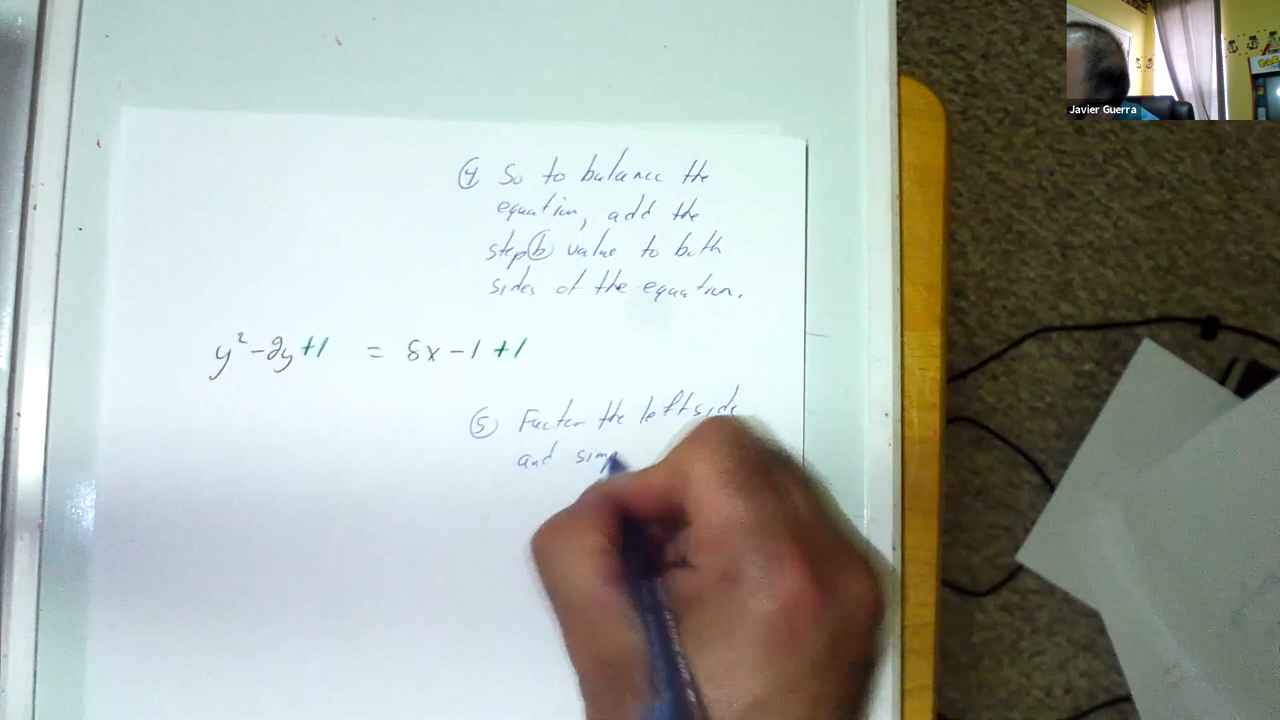 Javier Guerra
④ So to balance the
equation, add the
step ⓑ value to both
sides of the equation.
y² - 2y + 1 = 8x - 1 + 1
⑤ Factor the left side
and simp